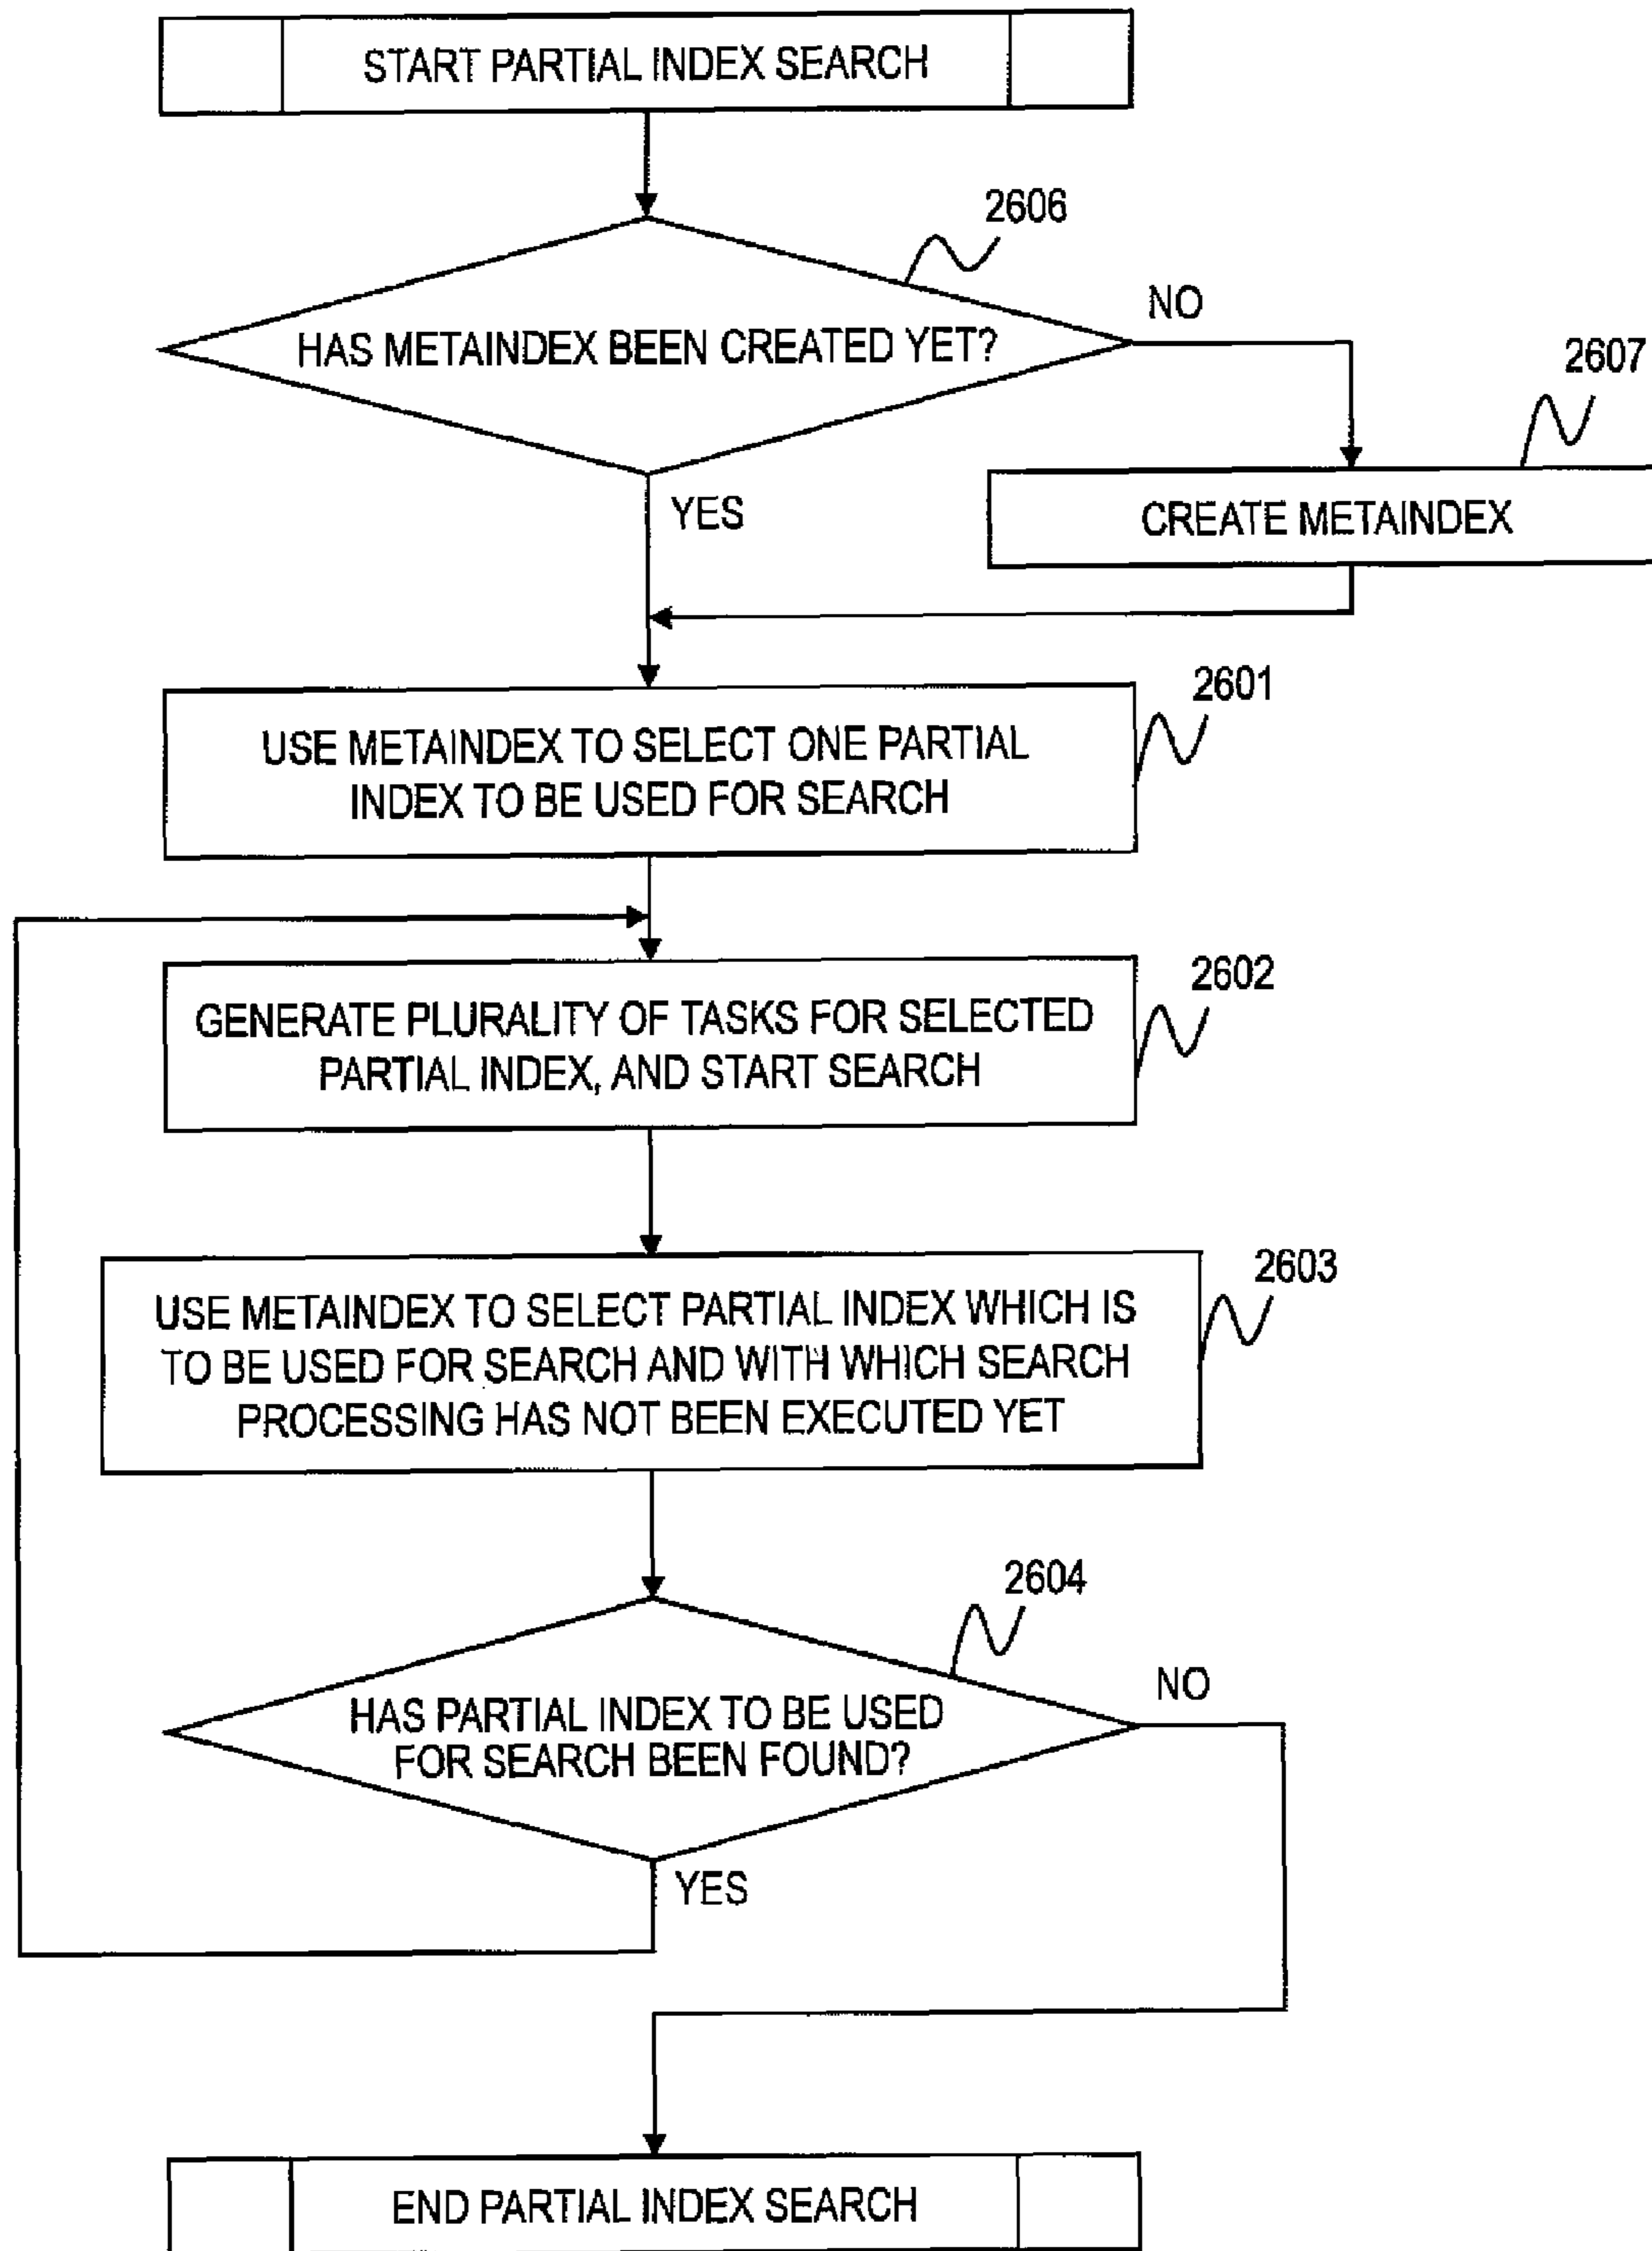 START PARTIAL INDEX SEARCH
2606
HAS METAINDEX BEEN CREATED YET?
NO
2607
YES
CREATE METAINDEX
2601
USE METAINDEX TO SELECT ONE PARTIAL
INDEX TO BE USED FOR SEARCH
2602
GENERATE PLURALITY OF TASKS FOR SELECTED
PARTIAL INDEX, AND START SEARCH
2603
USE METAINDEX TO SELECT PARTIAL INDEX WHICH IS
TO BE USED FOR SEARCH AND WITH WHICH SEARCH
PROCESSING HAS NOT BEEN EXECUTED YET
2604
NO
HAS PARTIAL INDEX TO BE USED
FOR SEARCH BEEN FOUND?
YES
END PARTIAL INDEX SEARCH